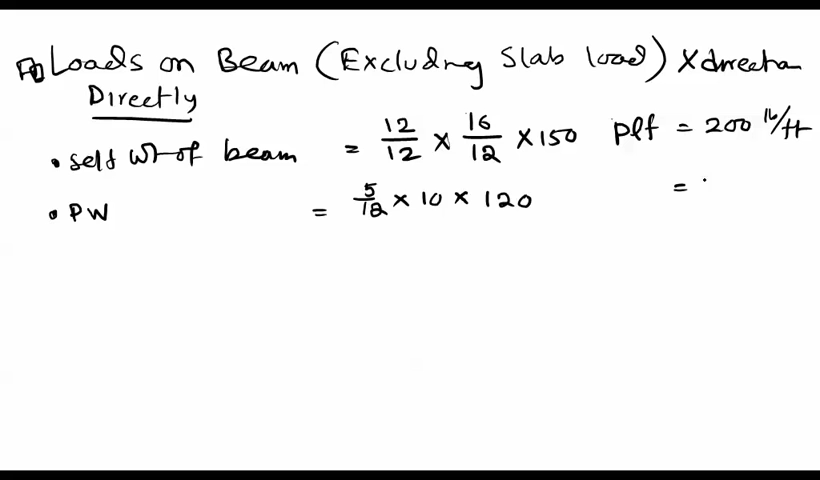 Loads on Beam (Excluding Slab load) X direction
Directly
• self wt of beam = 12/12 × 16/12 × 150 plf = 200 lb/ft
• PW = 5/12 × 10 × 120 =